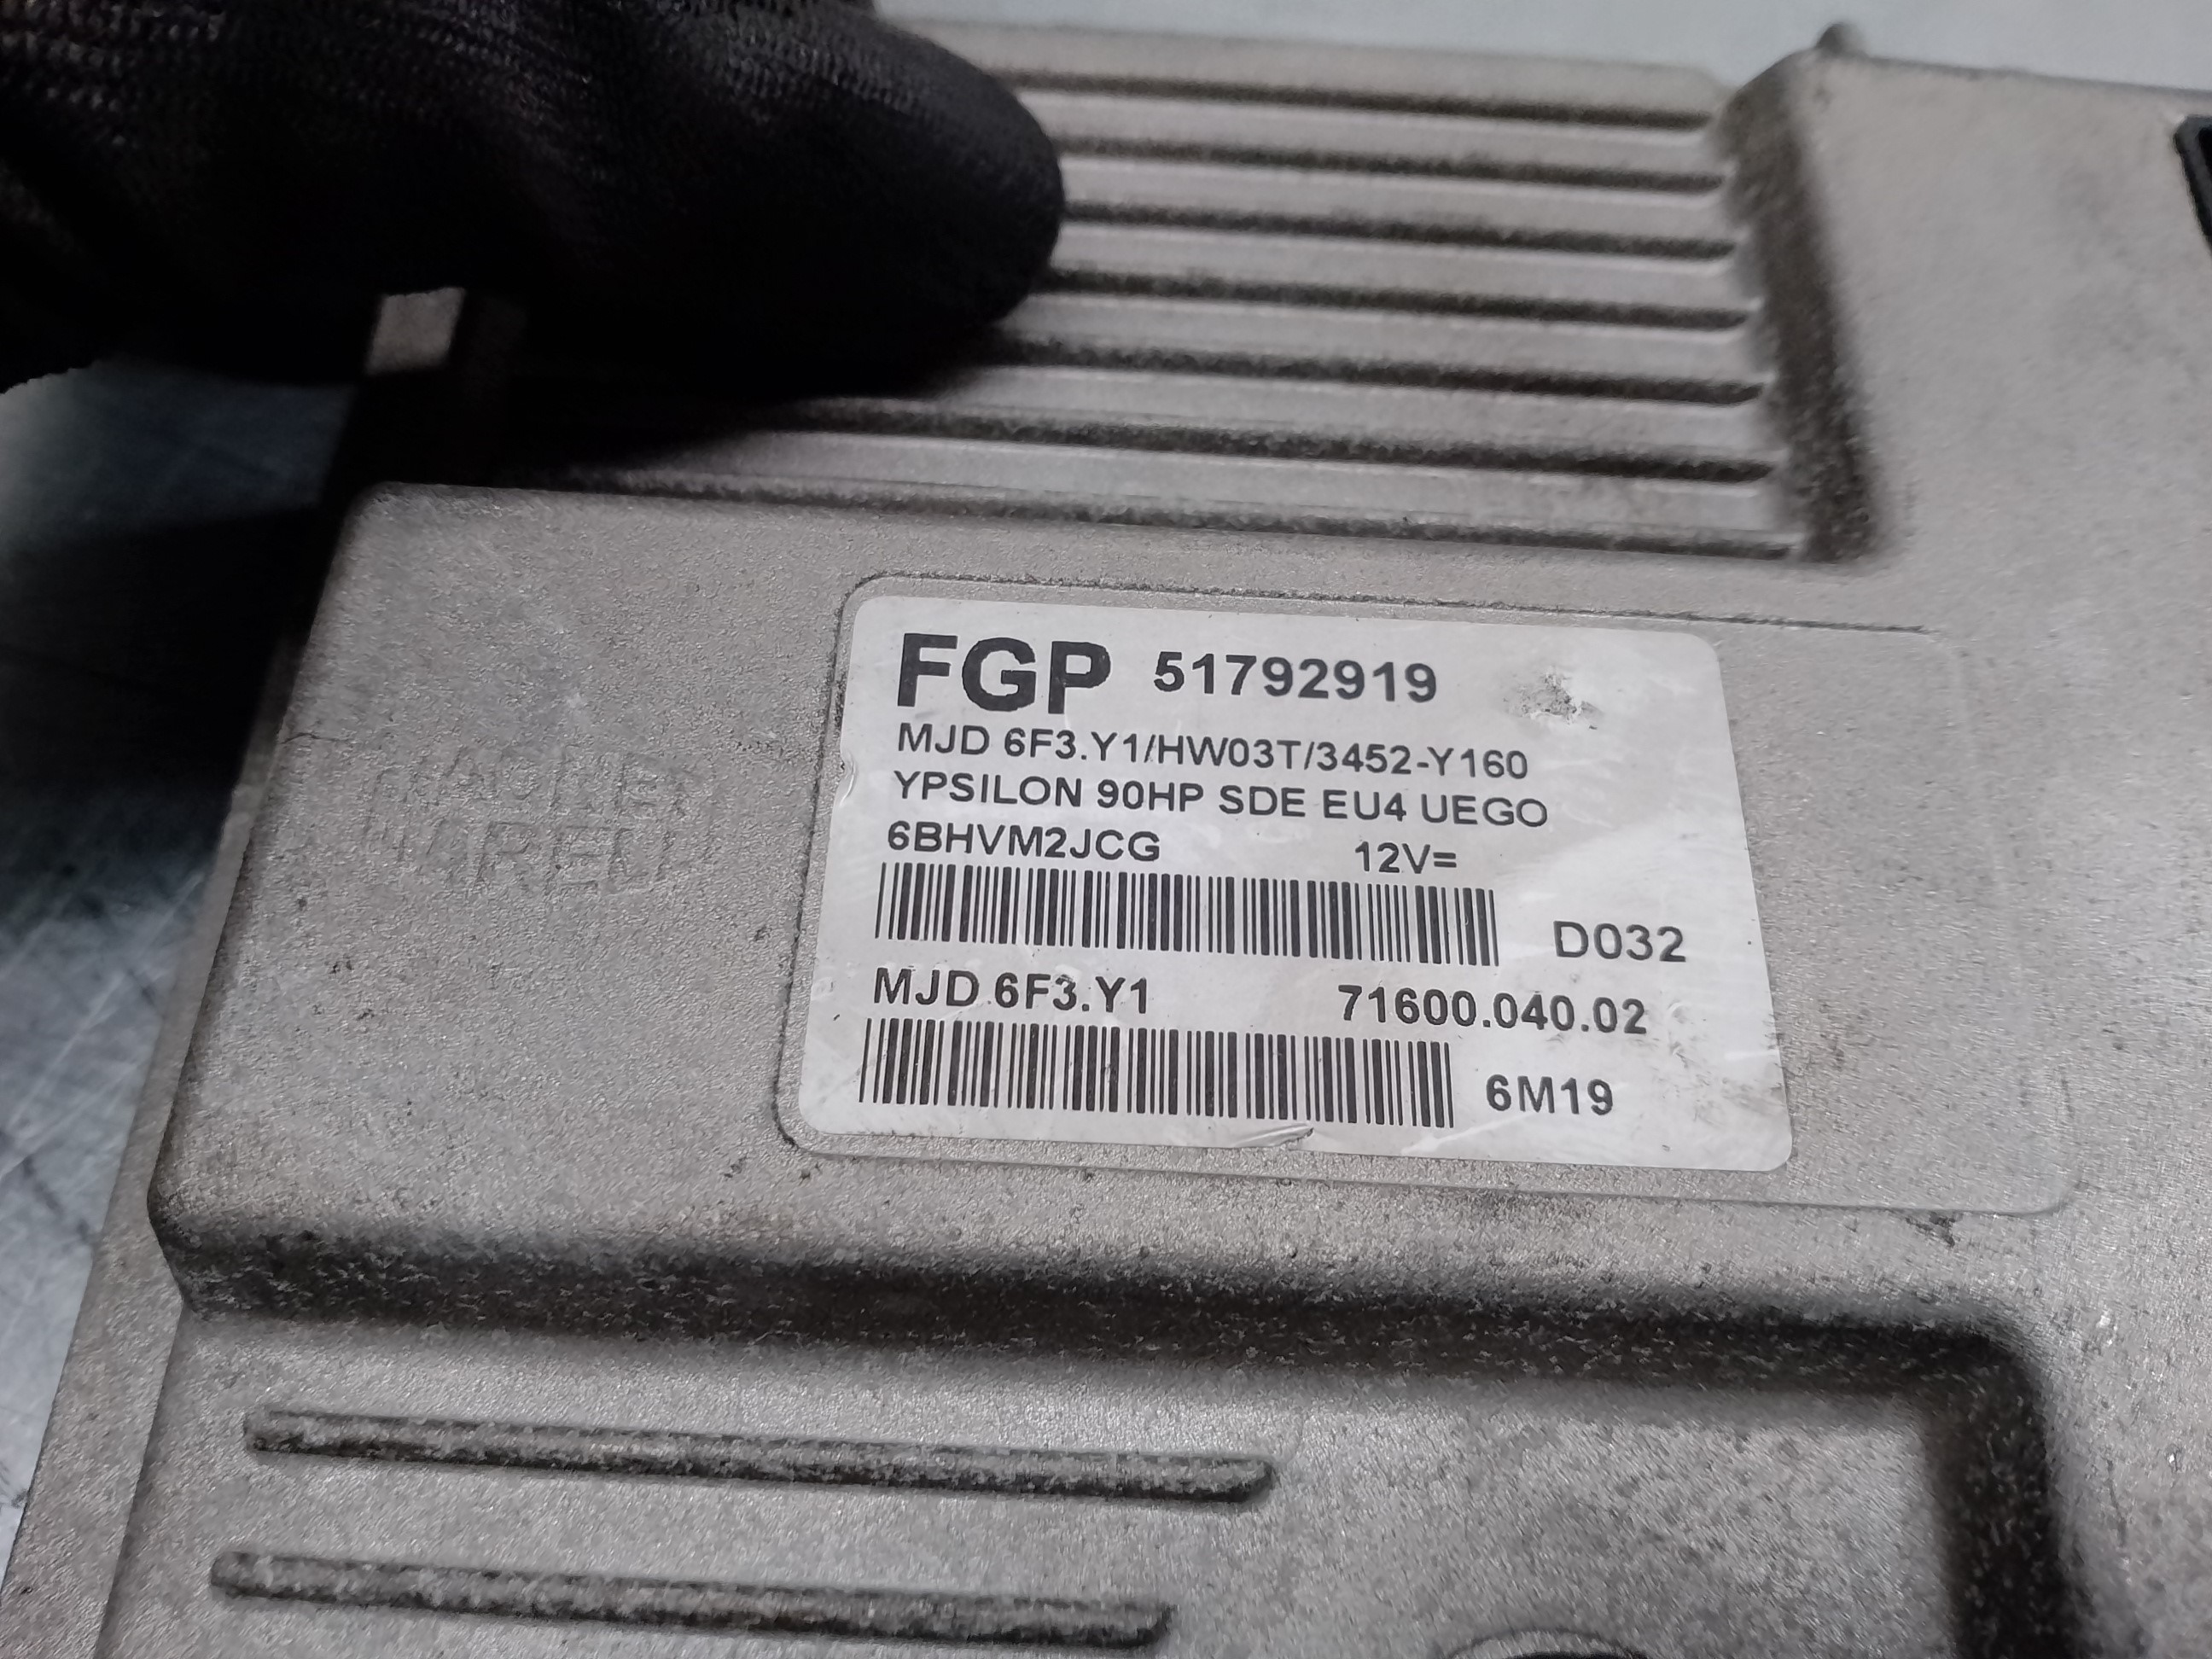 FGP 51792919
MJD 6F3.Y1/HW03T/3452-Y160
YPSILON 90HP SDE EU4 UEGO
6BHVM2JCG 12V=
D032
MJD 6F3.Y1 71600.040.02
6M19